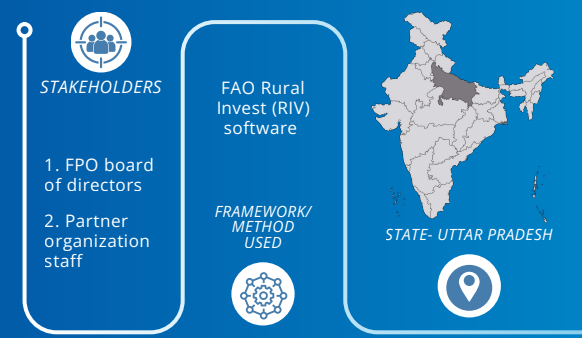 STAKEHOLDERS
1. FPO board
of directors
2. Partner
organization
staff
FAO Rural
Invest (RIV)
software
FRAMEWORK/
METHOD
USED
STATE- UTTAR PRADESH